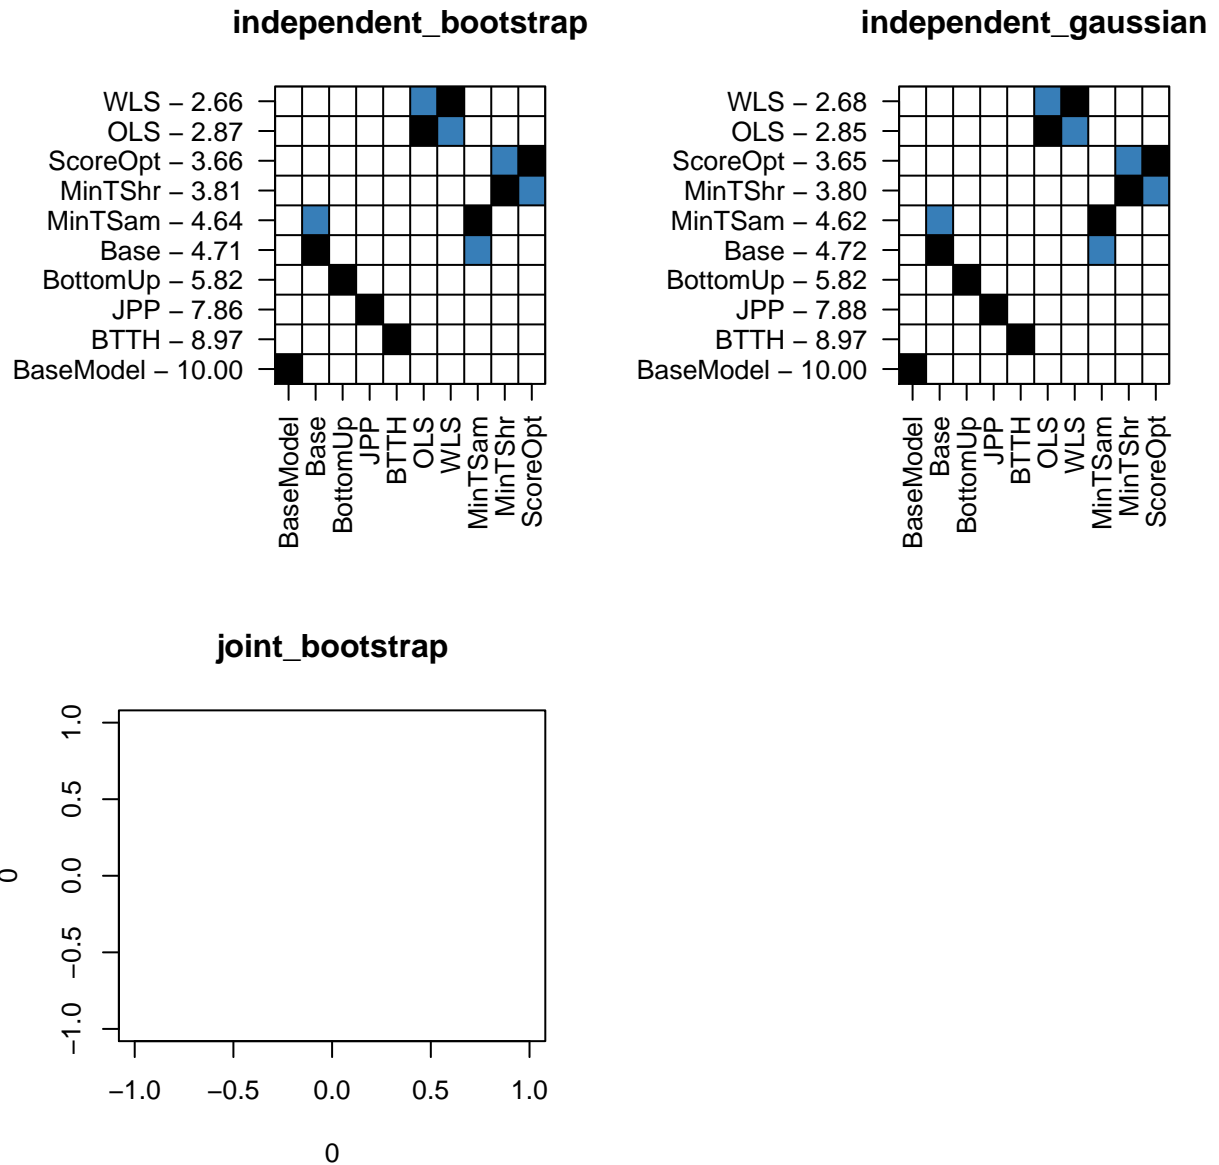 independent_bootstrap
WLS − 2.66
OLS − 2.87
ScoreOpt − 3.66
MinTShr − 3.81
MinTSam − 4.64
Base − 4.71
BottomUp − 5.82
JPP − 7.86
BTTH − 8.97
BaseModel − 10.00
BaseModel
Base
BottomUp
JPP
BTTH
OLS
WLS
MinTSam
MinTShr
ScoreOpt
independent_gaussian
WLS − 2.68
OLS − 2.85
ScoreOpt − 3.65
MinTShr − 3.80
MinTSam − 4.62
Base − 4.72
BottomUp − 5.82
JPP − 7.88
BTTH − 8.97
BaseModel − 10.00
BaseModel
Base
BottomUp
JPP
BTTH
OLS
WLS
MinTSam
MinTShr
ScoreOpt
joint_bootstrap
1.0
0.5
0.0
−0.5
−1.0
0
−1.0 −0.5 0.0 0.5 1.0
0